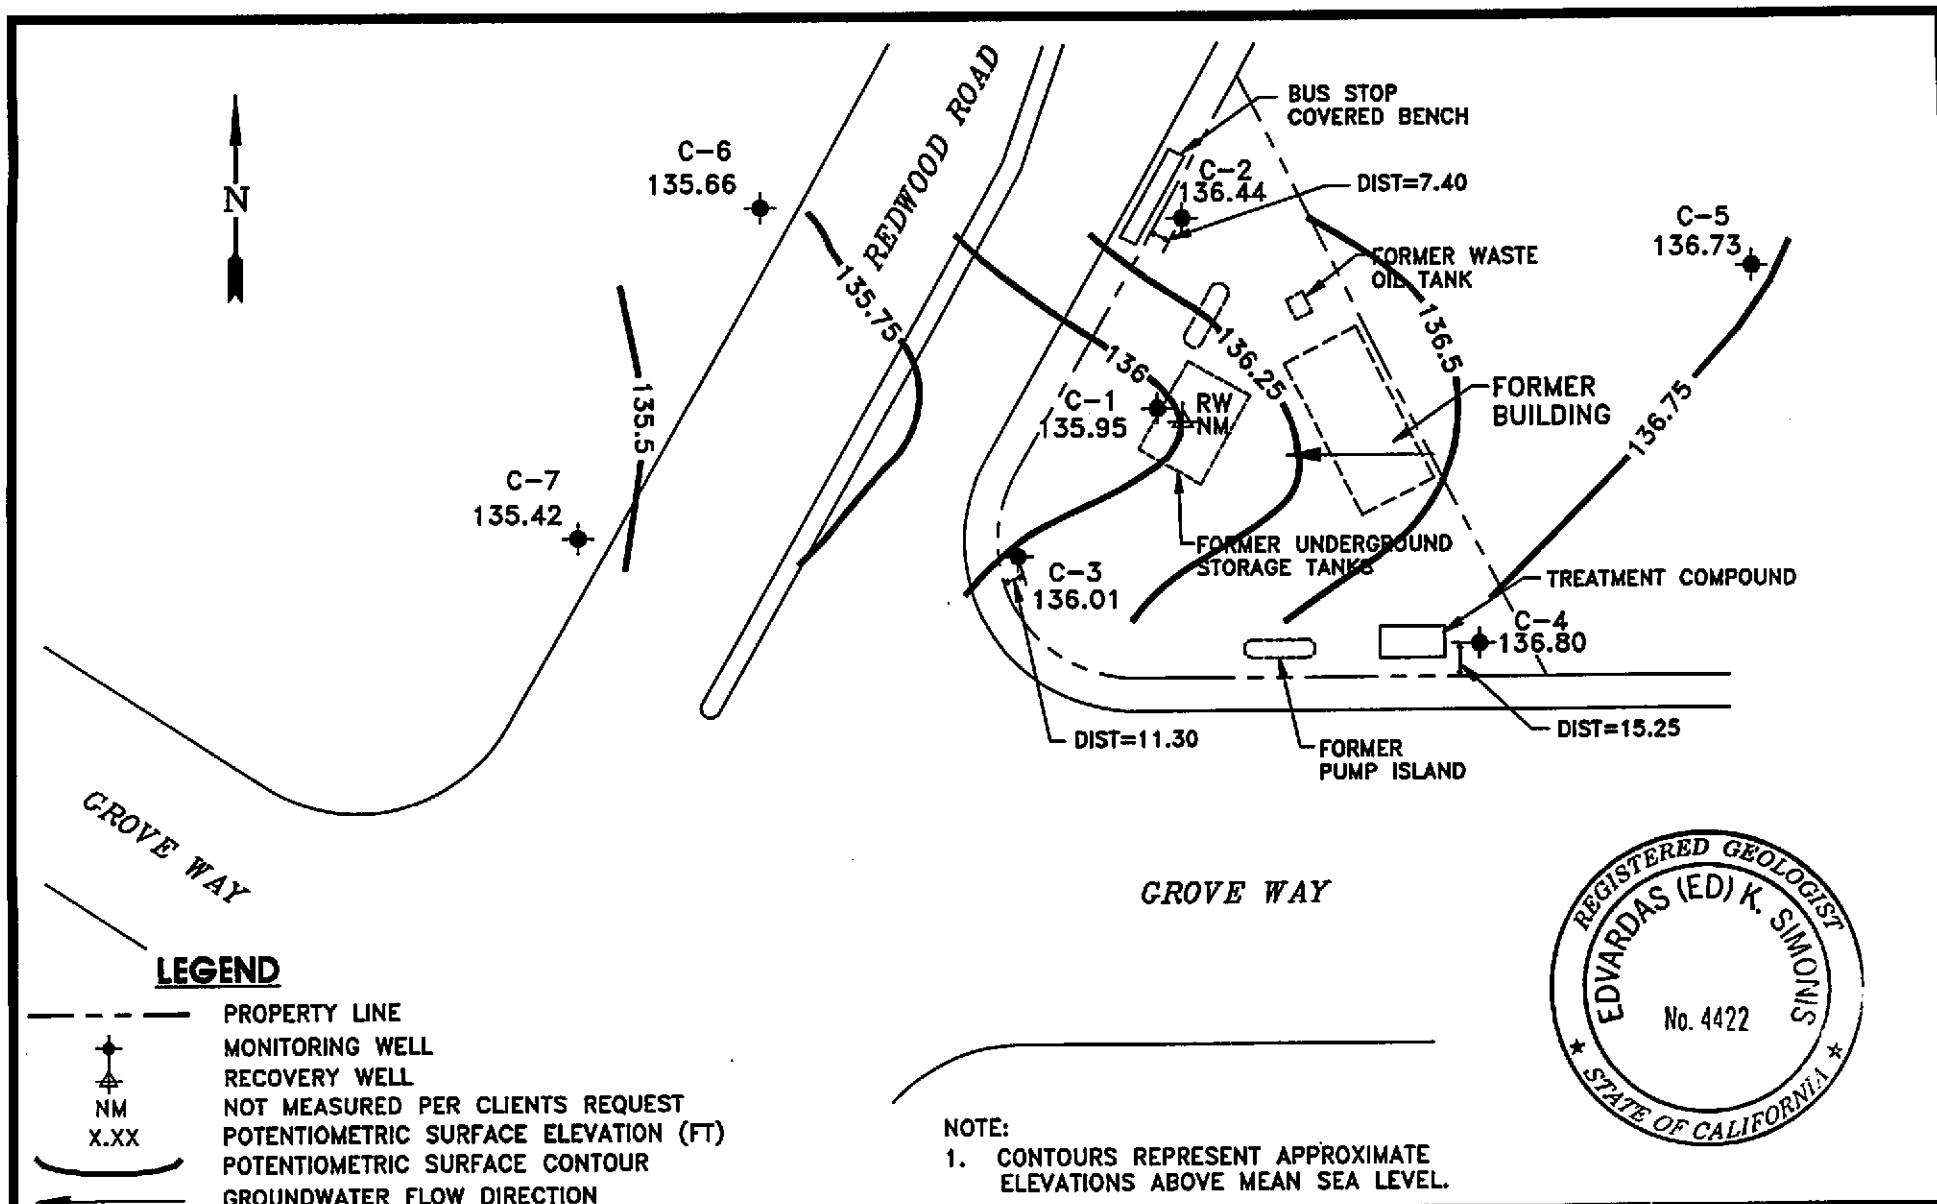 BUS STOP
COVERED BENCH
REDWOOD ROAD
C-6
135.66
N
C-2
136.44
DIST=7.40
C-5
136.73
FORMER WASTE
OIL TANK
135.75
136.5
136
136.25
135.5
136.75
C-1
135.95
RW
NM
FORMER
BUILDING
C-7
135.42
FORMER UNDERGROUND
STORAGE TANKS
C-3
136.01
TREATMENT COMPOUND
C-4
136.80
DIST=11.30
DIST=15.25
FORMER
PUMP ISLAND
GROVE WAY
GROVE WAY
REGISTERED GEOLOGIST
EDVARDAS (ED) K. SIMONIS
No. 4422
STATE OF CALIFORNIA
LEGEND
PROPERTY LINE
MONITORING WELL
RECOVERY WELL
NM NOT MEASURED PER CLIENTS REQUEST
X.XX POTENTIOMETRIC SURFACE ELEVATION (FT)
POTENTIOMETRIC SURFACE CONTOUR
GROUNDWATER FLOW DIRECTION
NOTE:
1. CONTOURS REPRESENT APPROXIMATE
ELEVATIONS ABOVE MEAN SEA LEVEL.